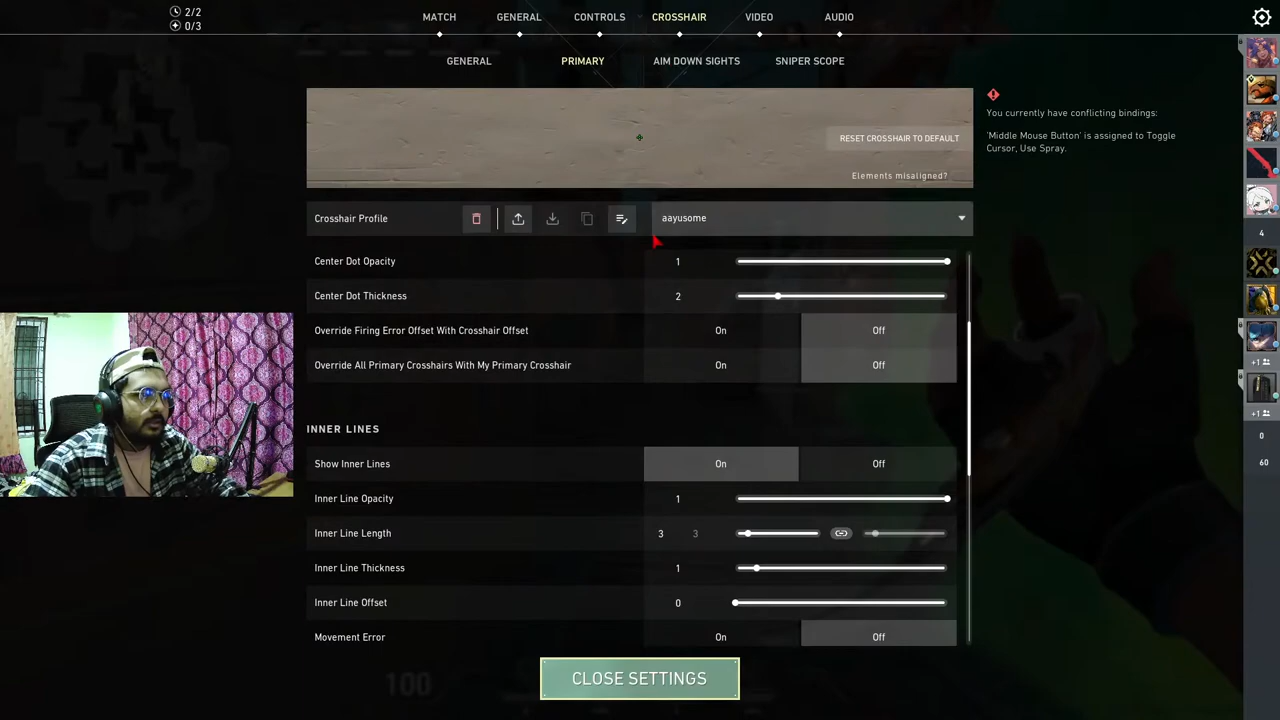 2/2
0/3
MATCH GENERAL CONTROLS CROSSHAIR VIDEO AUDIO
GENERAL PRIMARY AIM DOWN SIGHTS SNIPER SCOPE
RESET CROSSHAIR TO DEFAULT
Elements misaligned?
You currently have conflicting bindings:
'Middle Mouse Button' is assigned to Toggle
Cursor, Use Spray.
Crosshair Profile aayusome
Center Dot Opacity 1
Center Dot Thickness 2
Override Firing Error Offset With Crosshair Offset On Off
Override All Primary Crosshairs With My Primary Crosshair On Off
INNER LINES
Show Inner Lines On Off
Inner Line Opacity 1
Inner Line Length 3 3
Inner Line Thickness 1
Inner Line Offset 0
Movement Error On Off
CLOSE SETTINGS
100
4
+1
+1
0
60